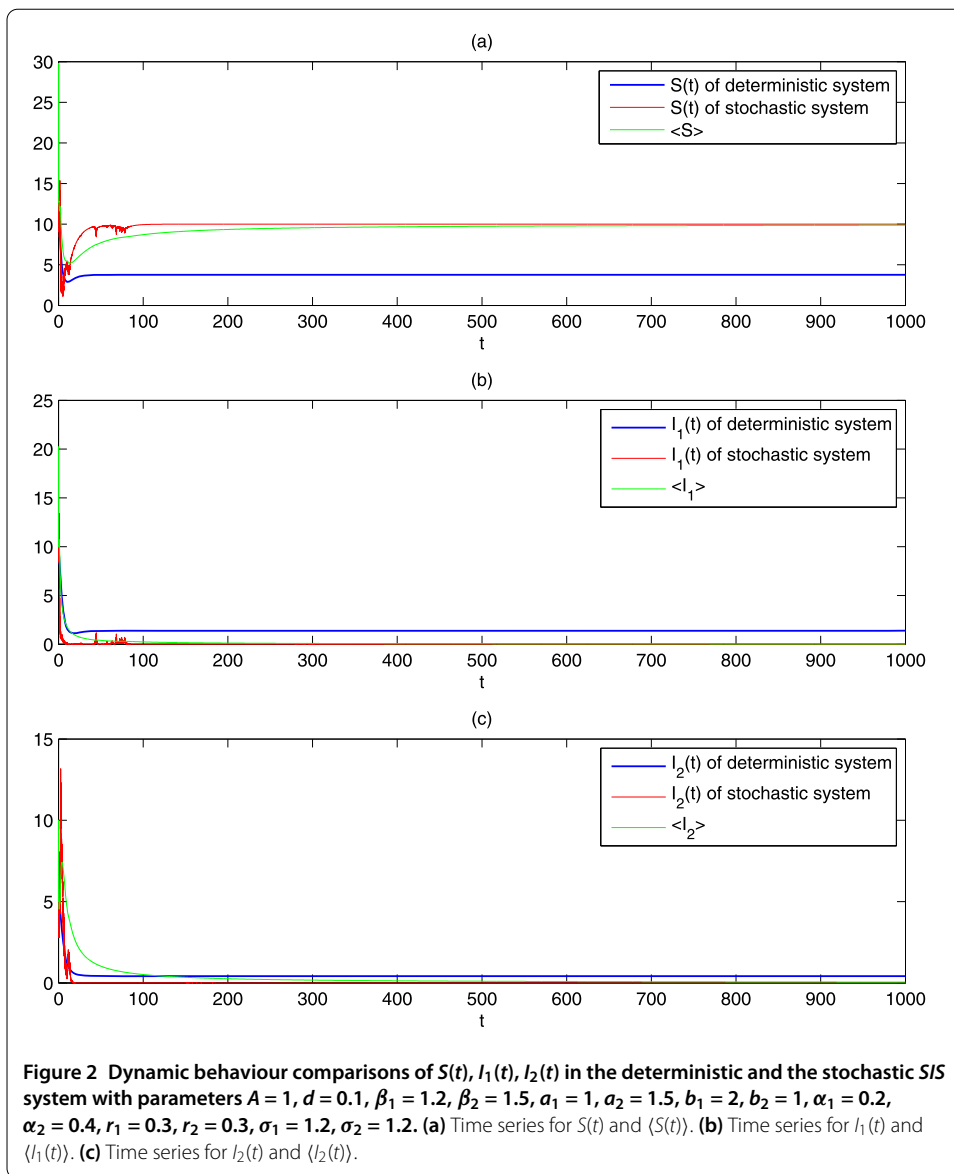 (a)
30
25
20
15
10
5
0
S(t) of deterministic system
S(t) of stochastic system
<S>
0 100 200 300 400 500 600 700 800 900 1000
t
(b)
25
20
15
10
5
0
I_1(t) of deterministic system
I_1(t) of stochastic system
<I_1>
0 100 200 300 400 500 600 700 800 900 1000
t
(c)
15
10
5
0
I_2(t) of deterministic system
I_2(t) of stochastic system
<I_2>
0 100 200 300 400 500 600 700 800 900 1000
t
Figure 2 Dynamic behaviour comparisons of S(t), I₁(t), I₂(t) in the deterministic and the stochastic SIS
system with parameters A = 1, d = 0.1, β₁ = 1.2, β₂ = 1.5, a₁ = 1, a₂ = 1.5, b₁ = 2, b₂ = 1, α₁ = 0.2,
α₂ = 0.4, r₁ = 0.3, r₂ = 0.3, σ₁ = 1.2, σ₂ = 1.2. (a) Time series for S(t) and ⟨S(t)⟩. (b) Time series for I₁(t) and
⟨I₁(t)⟩. (c) Time series for I₂(t) and ⟨I₂(t)⟩.